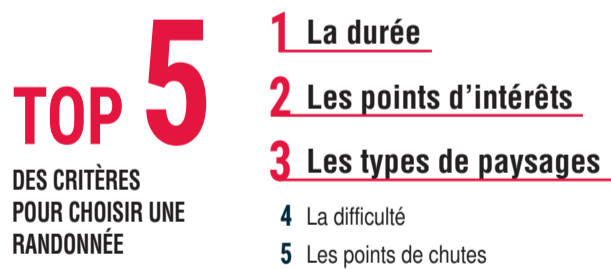 TOP 5
DES CRITÈRES
POUR CHOISIR UNE
RANDONNÉE
1 La durée
2 Les points d'intérêts
3 Les types de paysages
4 La difficulté
5 Les points de chutes